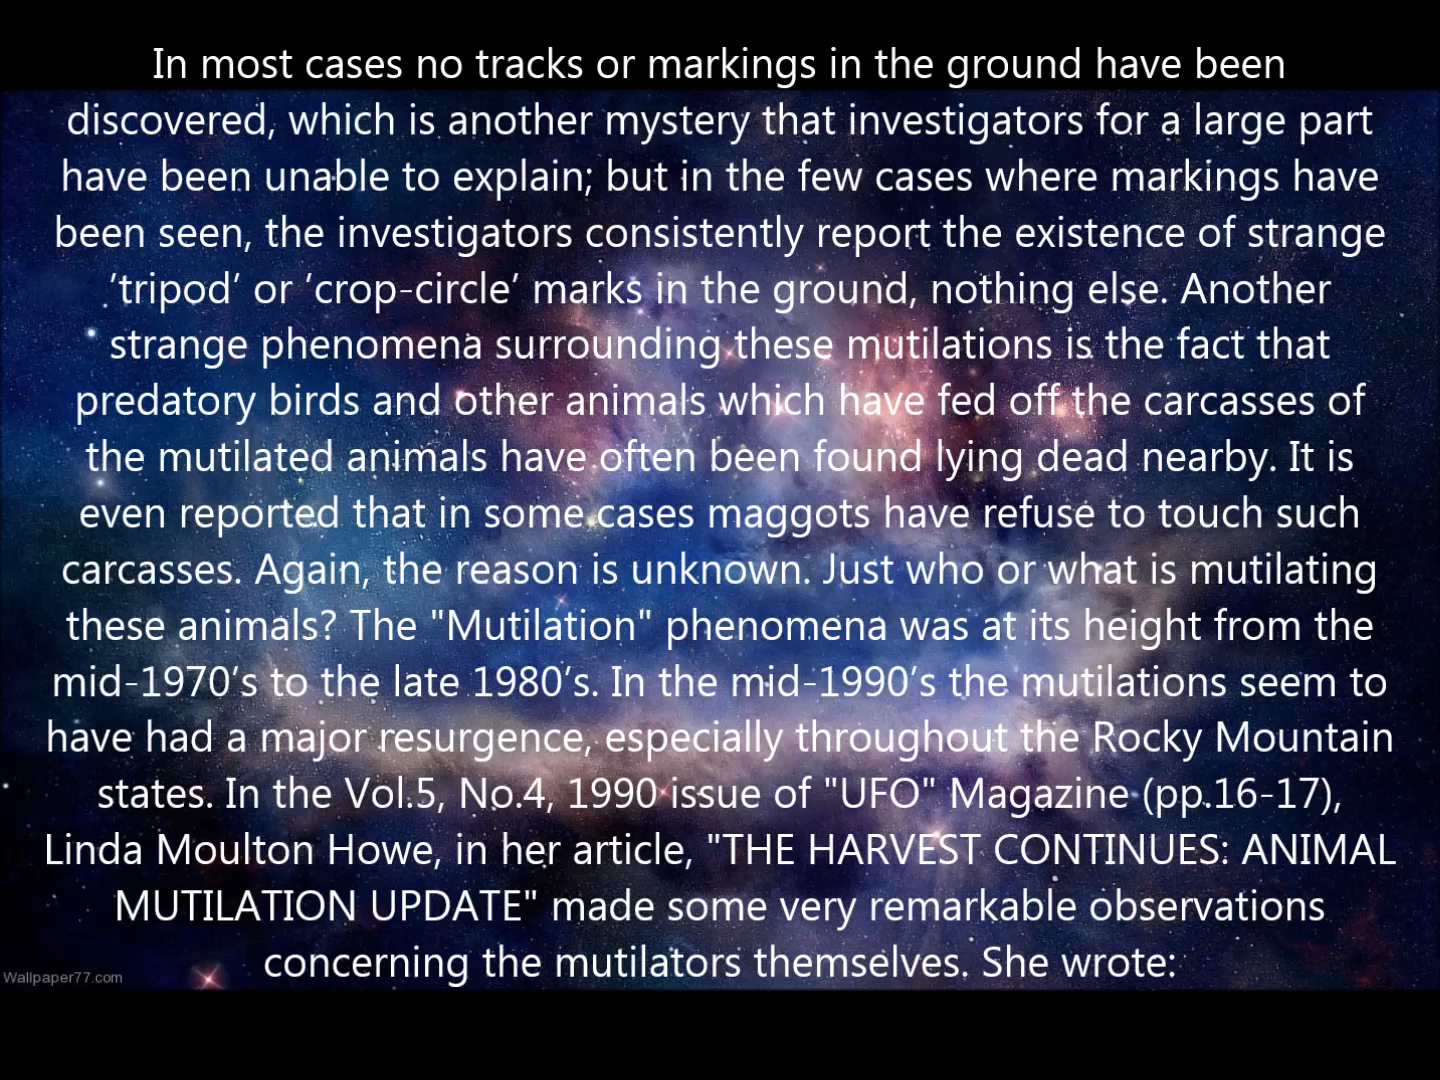 In most cases no tracks or markings in the ground have been
discovered, which is another mystery that investigators for a large part
have been unable to explain; but in the few cases where markings have
been seen, the investigators consistently report the existence of strange
‘tripod’ or ‘crop-circle’ marks in the ground, nothing else. Another
strange phenomena surrounding these mutilations is the fact that
predatory birds and other animals which have fed off the carcasses of
the mutilated animals have often been found lying dead nearby. It is
even reported that in some cases maggots have refuse to touch such
carcasses. Again, the reason is unknown. Just who or what is mutilating
these animals? The "Mutilation" phenomena was at its height from the
mid-1970’s to the late 1980’s. In the mid-1990’s the mutilations seem to
have had a major resurgence, especially throughout the Rocky Mountain
states. In the Vol.5, No.4, 1990 issue of "UFO" Magazine (pp.16-17),
Linda Moulton Howe, in her article, "THE HARVEST CONTINUES: ANIMAL
MUTILATION UPDATE" made some very remarkable observations
concerning the mutilators themselves. She wrote:
Wallpaper77.com